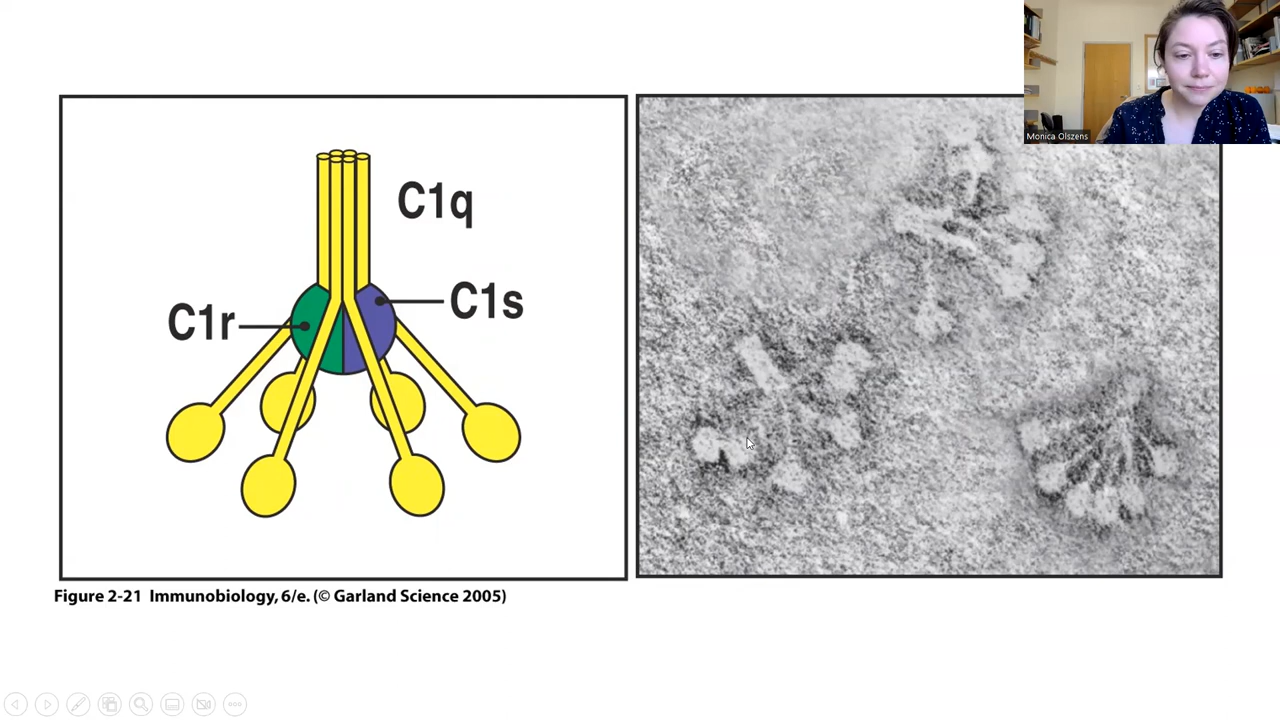 Monica Olszens
C1q
C1s
C1r
Figure 2-21 Immunobiology, 6/e. (© Garland Science 2005)